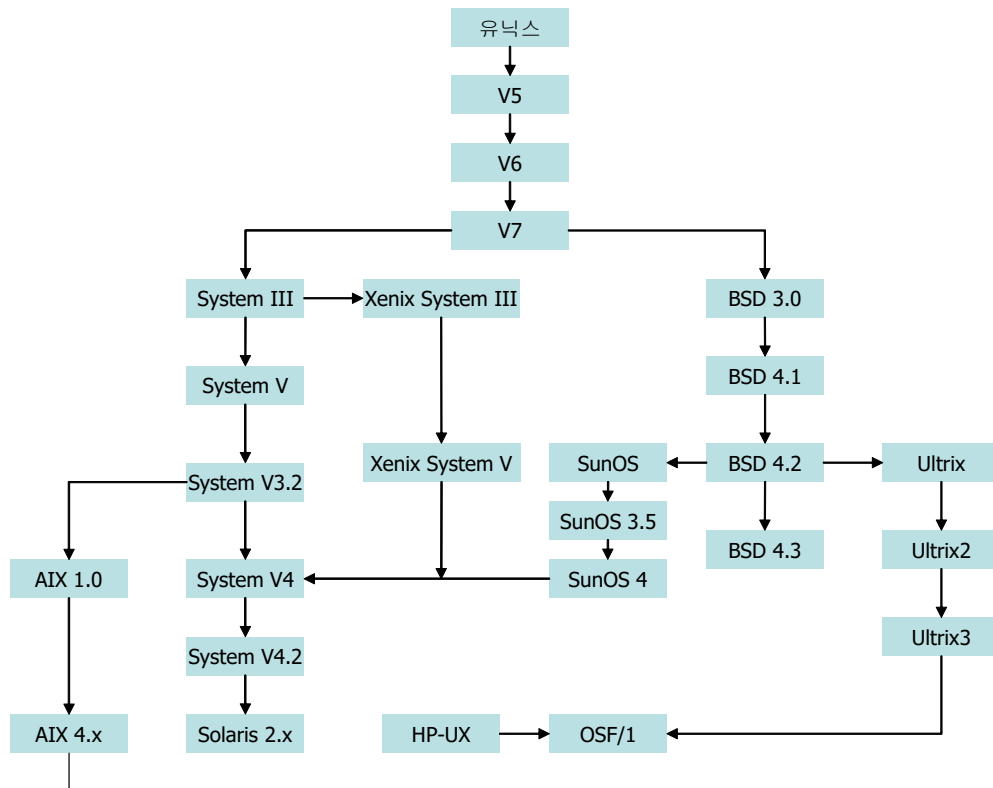 유닉스
V5
V6
V7
System III
Xenix System III
BSD 3.0
System V
BSD 4.1
System V3.2
Xenix System V
SunOS
BSD 4.2
Ultrix
SunOS 3.5
AIX 1.0
System V4
SunOS 4
BSD 4.3
Ultrix2
System V4.2
Ultrix3
AIX 4.x
Solaris 2.x
HP-UX
OSF/1